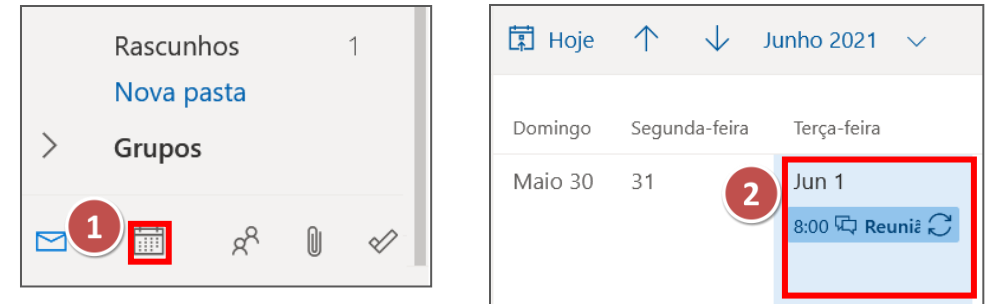 Rascunhos 1
Nova pasta
Grupos
1
Hoje Junho 2021
Domingo Segunda-feira Terça-feira
Maio 30 31 2 Jun 1
8:00 Reuniã